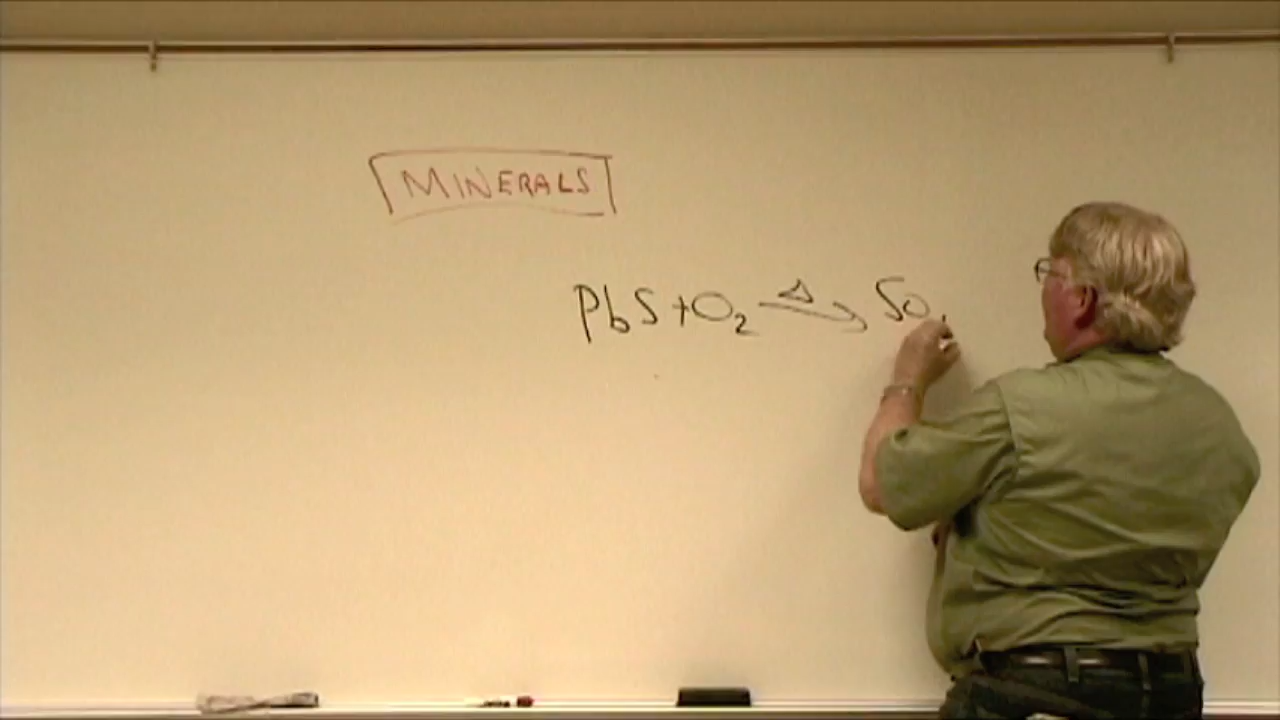 MINERALS
PbS + O₂ —Δ→ SO